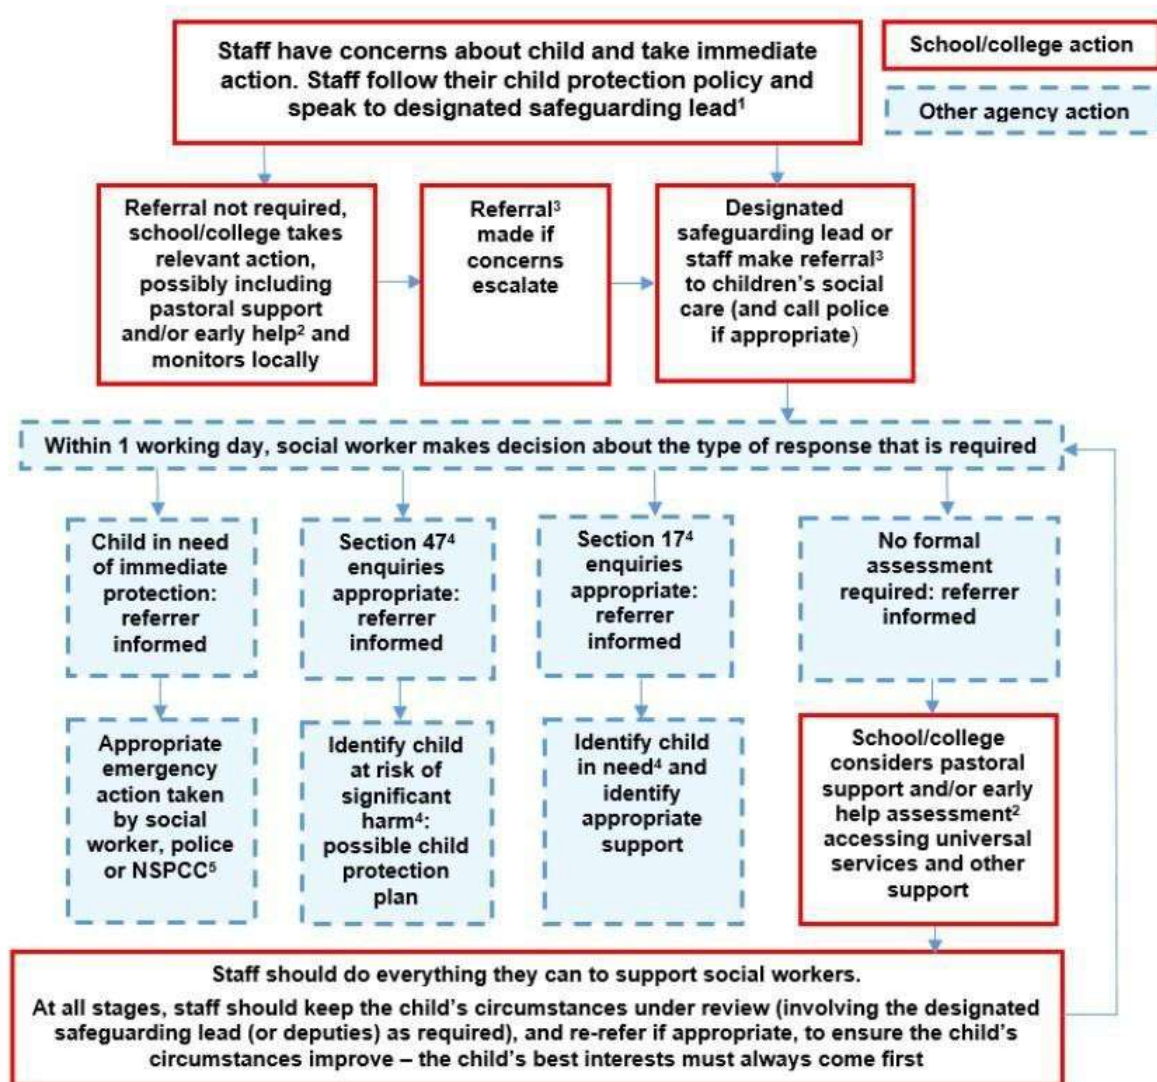 Staff have concerns about child and take immediate
action. Staff follow their child protection policy and
speak to designated safeguarding lead¹
School/college action
Other agency action
Referral not required,
school/college takes
relevant action,
possibly including
pastoral support
and/or early help² and
monitors locally
Referral³
made if
concerns
escalate
Designated
safeguarding lead or
staff make referral³
to children's social
care (and call police
if appropriate)
Within 1 working day, social worker makes decision about the type of response that is required
Child in need
of immediate
protection:
referrer
informed
Section 47⁴
enquiries
appropriate:
referrer
informed
Section 17⁴
enquiries
appropriate:
referrer
informed
No formal
assessment
required: referrer
informed
Appropriate
emergency
action taken
by social
worker, police
or NSPCC⁵
Identify child
at risk of
significant
harm⁴:
possible child
protection
plan
Identify child
in need⁴ and
identify
appropriate
support
School/college
considers pastoral
support and/or early
help assessment²
accessing universal
services and other
support
Staff should do everything they can to support social workers.
At all stages, staff should keep the child's circumstances under review (involving the designated
safeguarding lead (or deputies) as required), and re-refer if appropriate, to ensure the child's
circumstances improve – the child's best interests must always come first